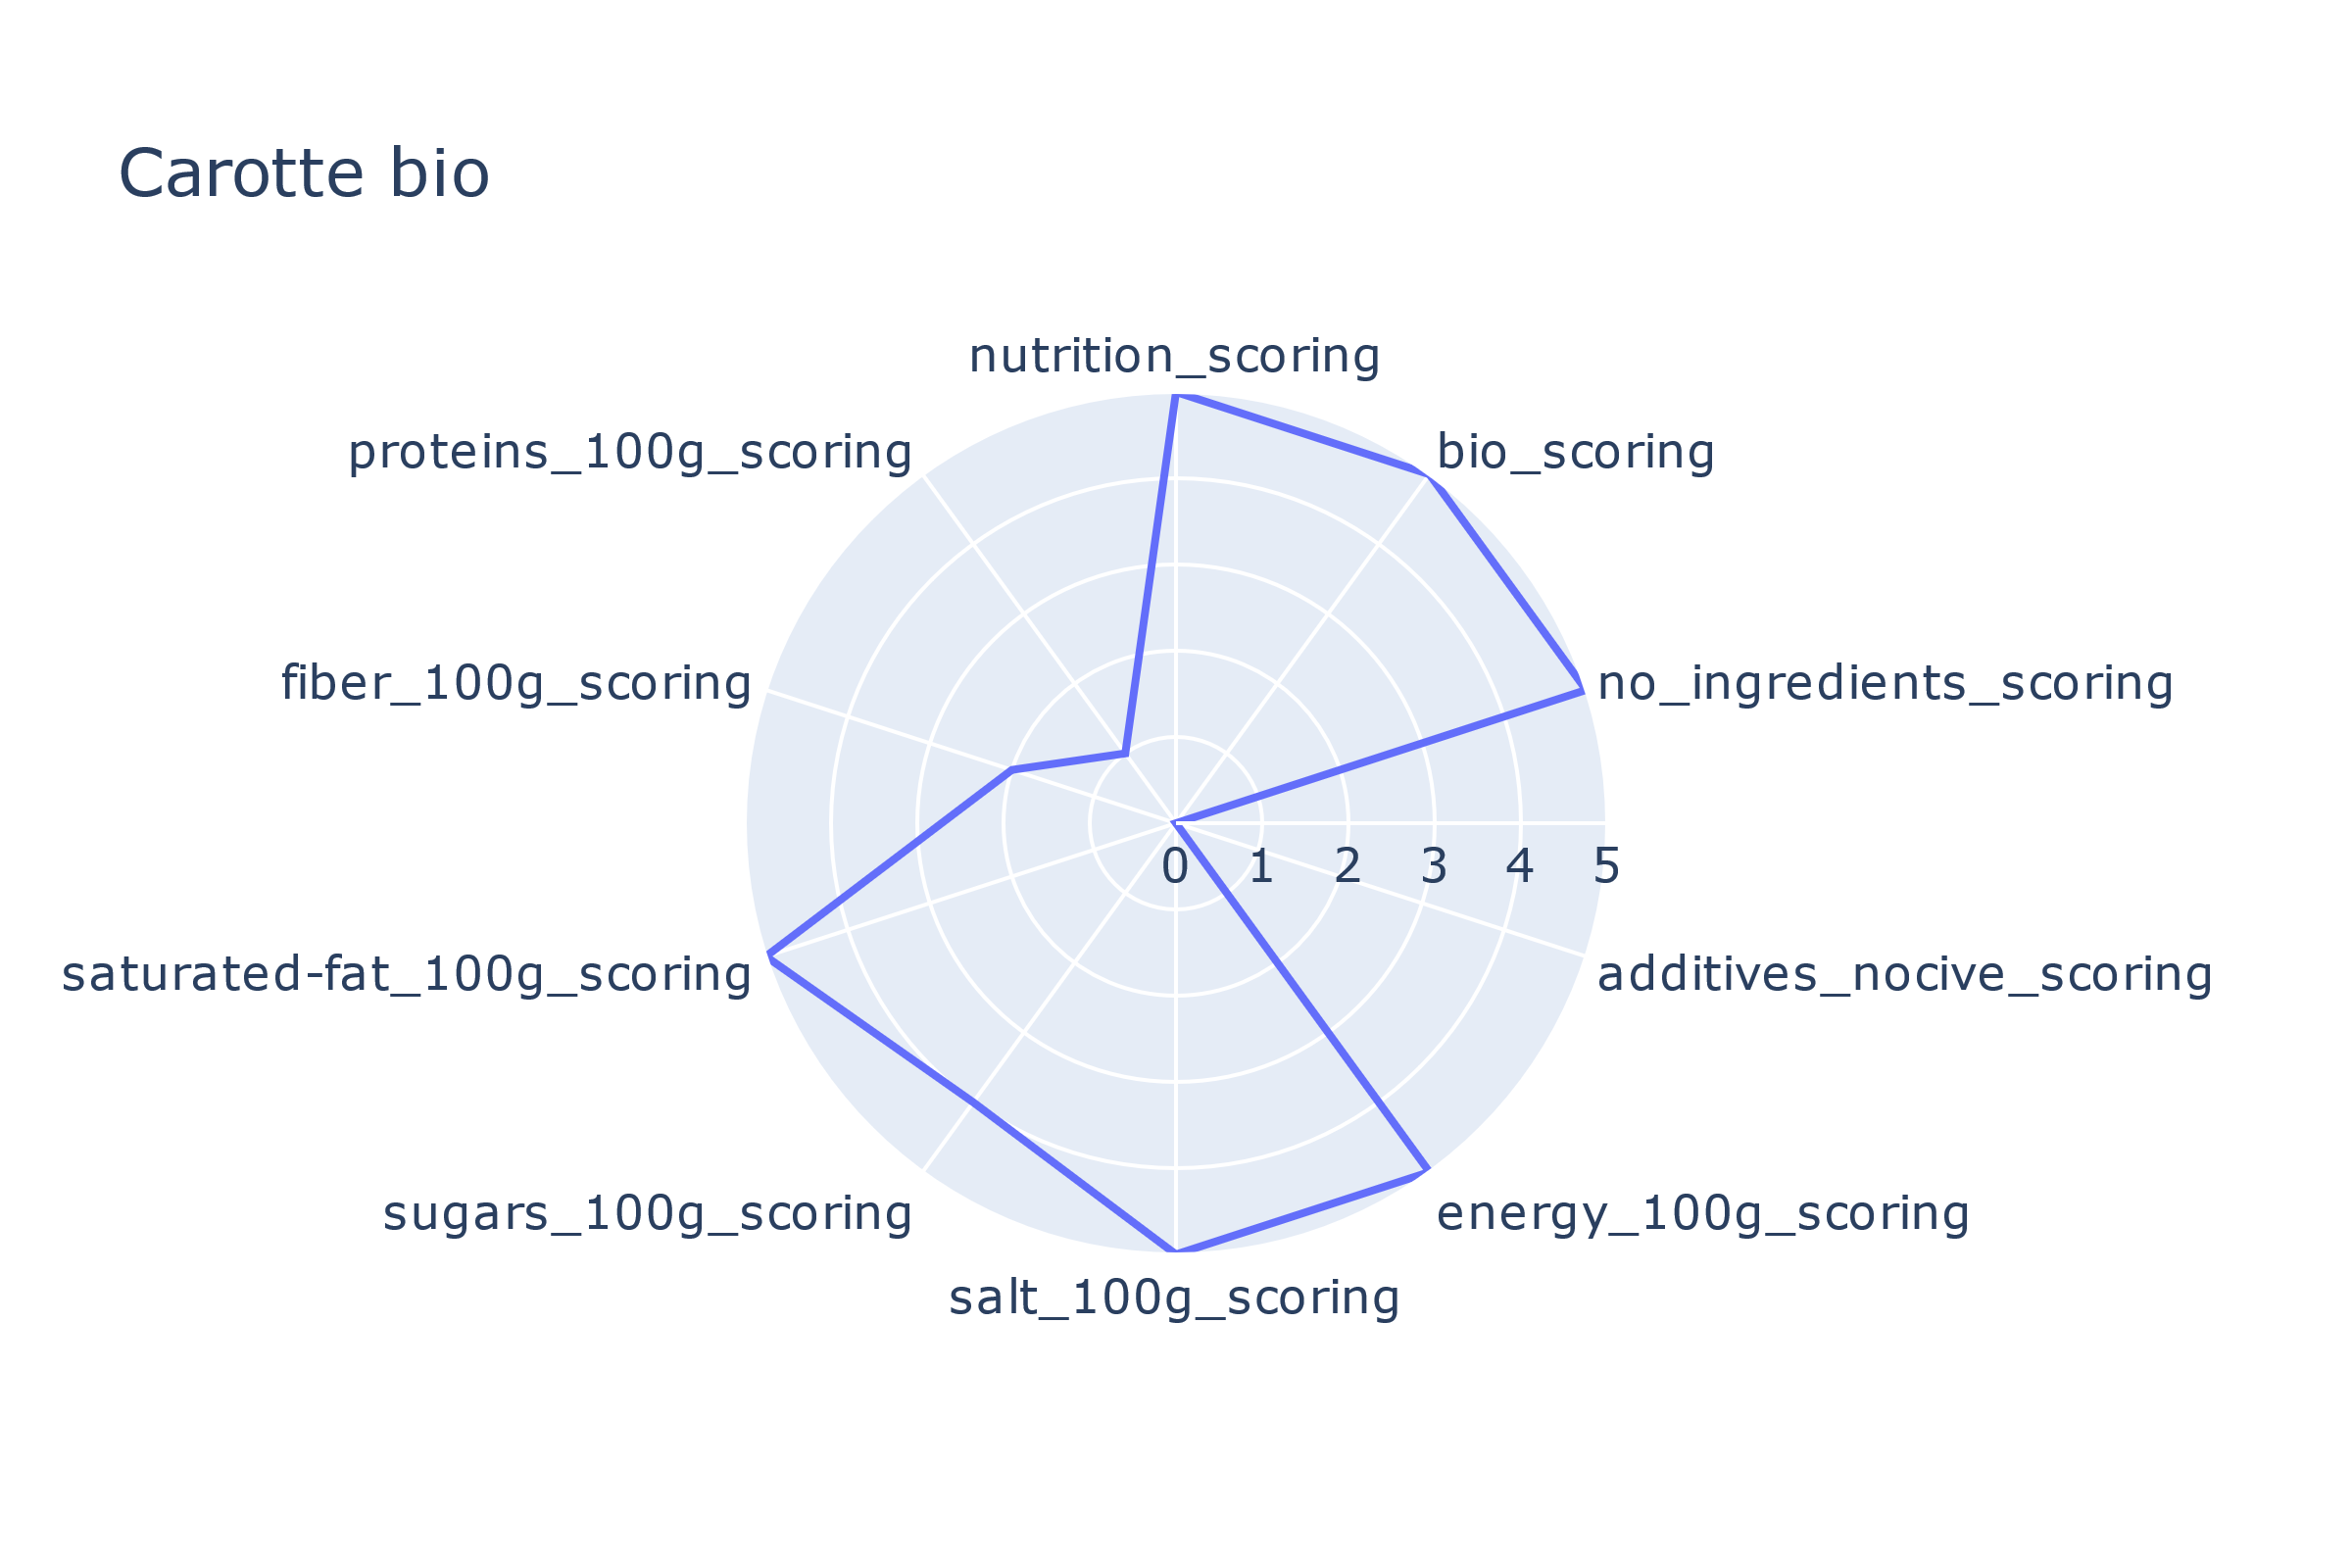 Carotte bio
nutrition_scoring
proteins_100g_scoring
bio_scoring
fiber_100g_scoring
no_ingredients_scoring
0 1 2 3 4 5
saturated-fat_100g_scoring
additives_nocive_scoring
sugars_100g_scoring
energy_100g_scoring
salt_100g_scoring